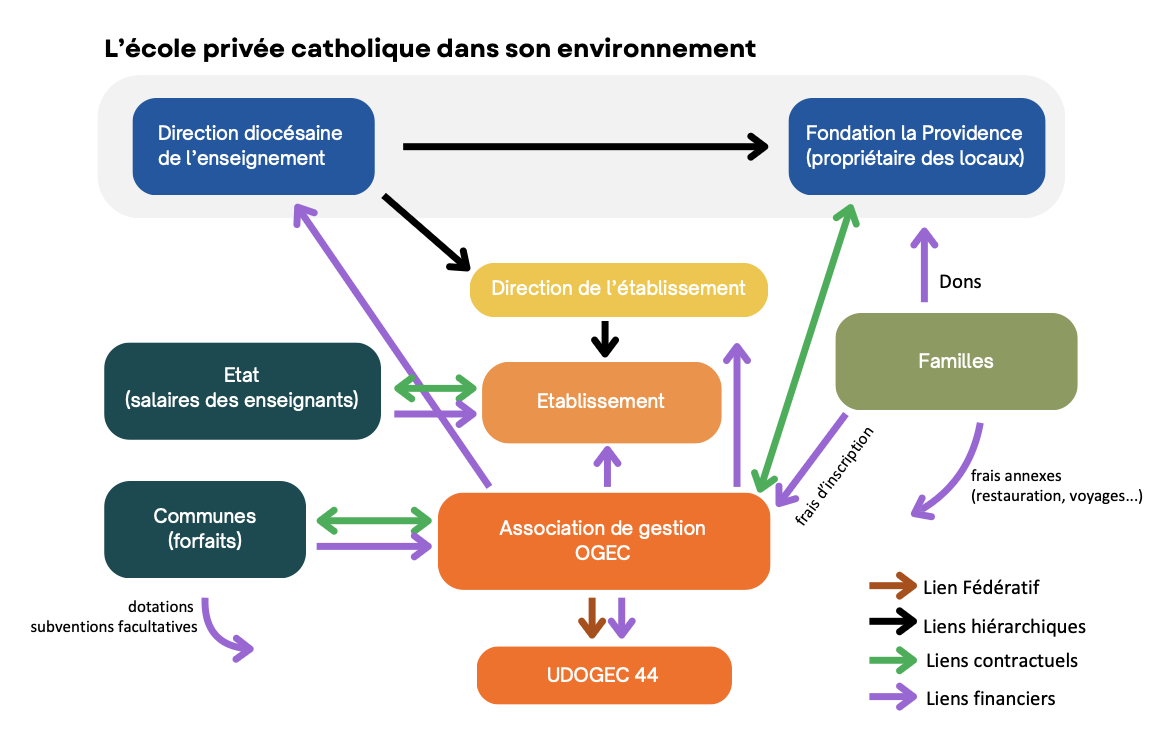 L’école privée catholique dans son environnement
Direction diocésaine
de l’enseignement
Fondation la Providence
(propriétaire des locaux)
Direction de l’établissement
Dons
Familles
Etat
(salaires des enseignants)
Etablissement
frais d’inscription
frais annexes
(restauration, voyages...)
Communes
(forfaits)
Association de gestion
OGEC
dotations
subventions facultatives
UDOGEC 44
Lien Fédératif
Liens hiérarchiques
Liens contractuels
Liens financiers